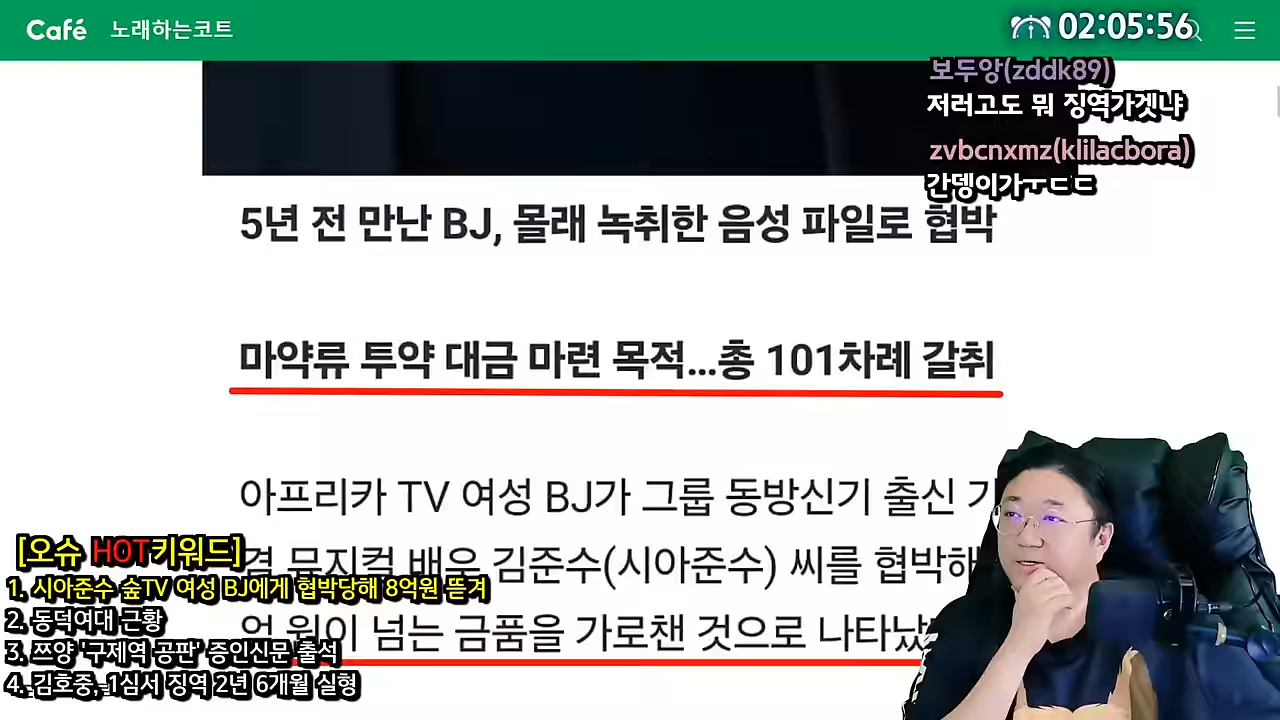 Café 노래하는코트
02:05:56
보두앙(zddk89)
저러고도 뭐 징역가겟냐
zvbcnxmz(klilacbora)
간뎅이가ㅜㄷㄷ
5년 전 만난 BJ, 몰래 녹취한 음성 파일로 협박
마약류 투약 대금 마련 목적...총 101차례 갈취
아프리카 TV 여성 BJ가 그룹 동방신기 출신
뮤지컬 배우 김준수(시아준수) 씨를 협박해
원이 넘는 금품을 가로챈 것으로 나타났
[오슈 HOT키워드]
1. 시아준수 숲TV 여성 BJ에게 협박당해 8억원 뜯겨
2. 동덕여대 근황
3. 쯔양 '구제역 공판' 증인신문 출석
4. 김호중, 1심서 징역 2년 6개월 실형